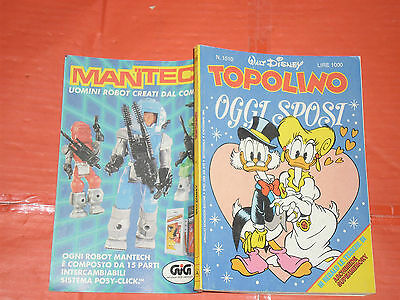 MANTECH
UOMINI ROBOT CREATI DAL COM
OGNI ROBOT MANTECH
È COMPOSTO DA 15 PARTI
INTERCAMBIABILI
SISTEMA POSY-CLICK.
GIG
WALT DISNEY
LIRE 1000
TOPOLINO
OGGI SPOSI